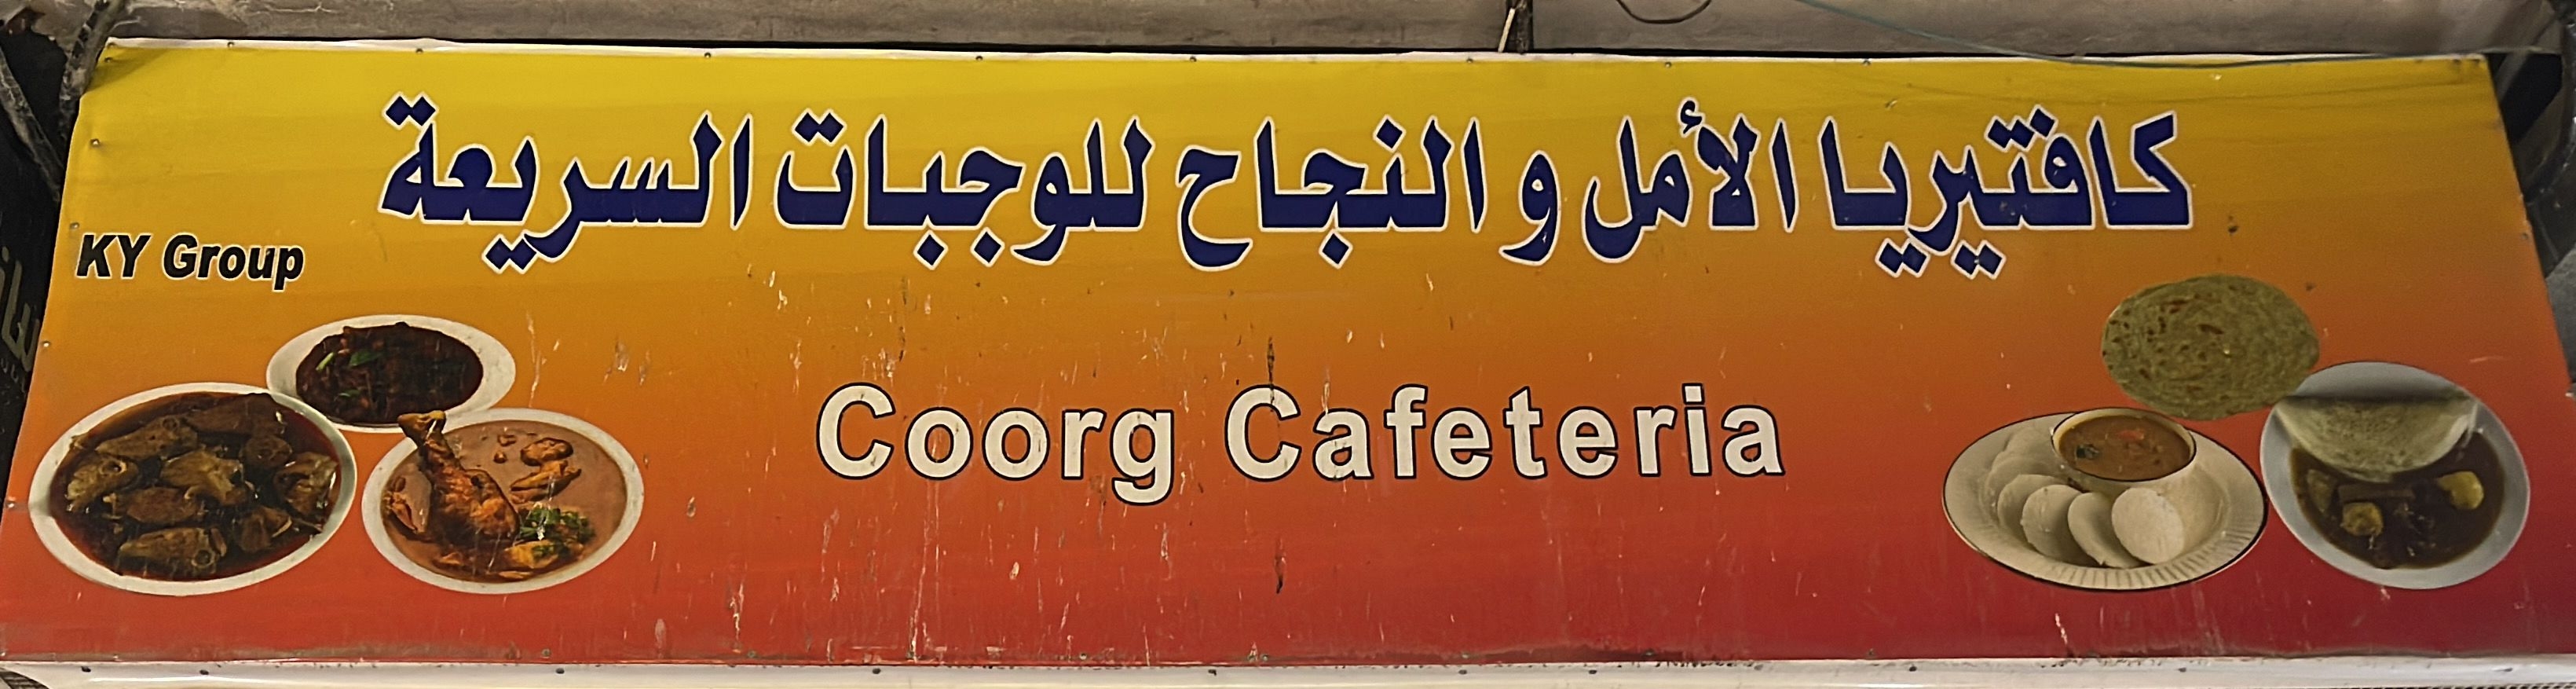 كافتيريا الأمل و النجاح للوجبات السريعة
KY Group
Coorg Cafeteria